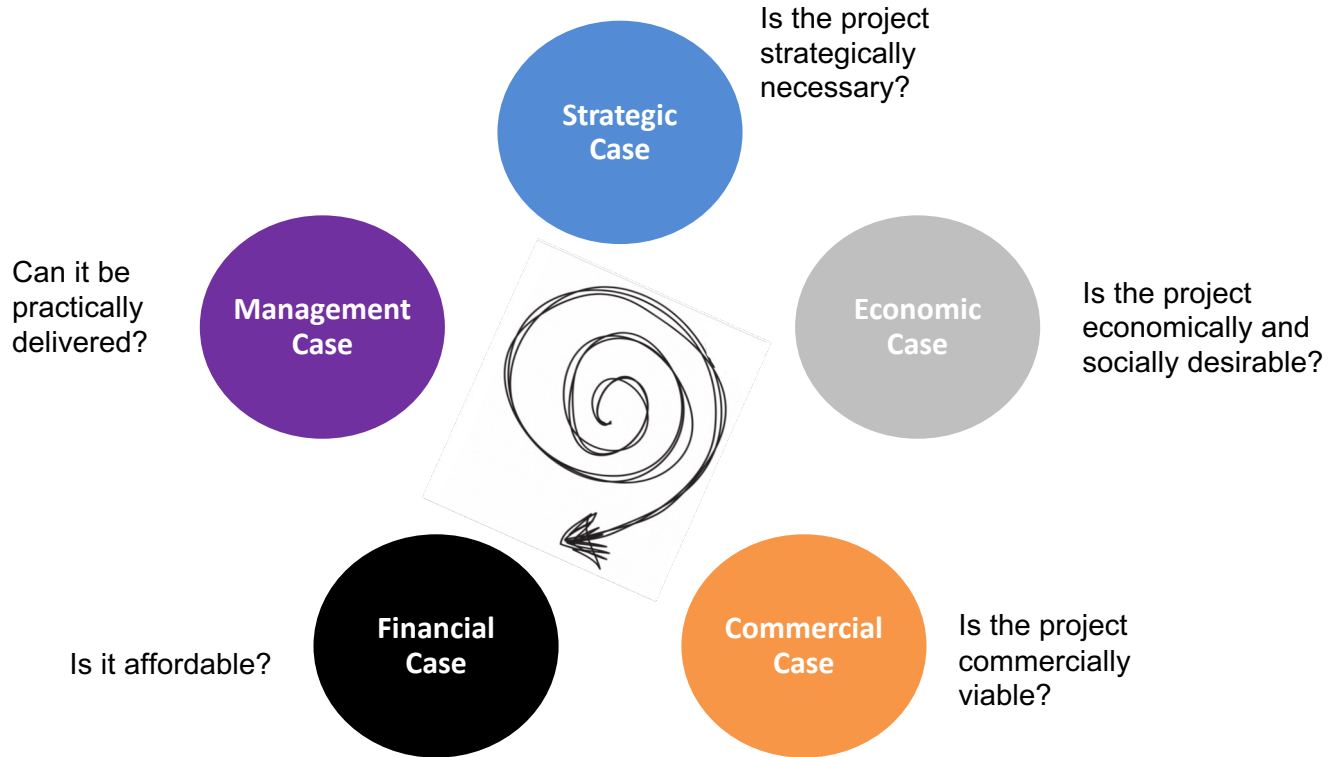 Is the project
strategically
necessary?
Strategic
Case
Can it be
practically
delivered?
Management
Case
Economic
Case
Is the project
economically and
socially desirable?
Financial
Case
Is it affordable?
Commercial
Case
Is the project
commercially
viable?